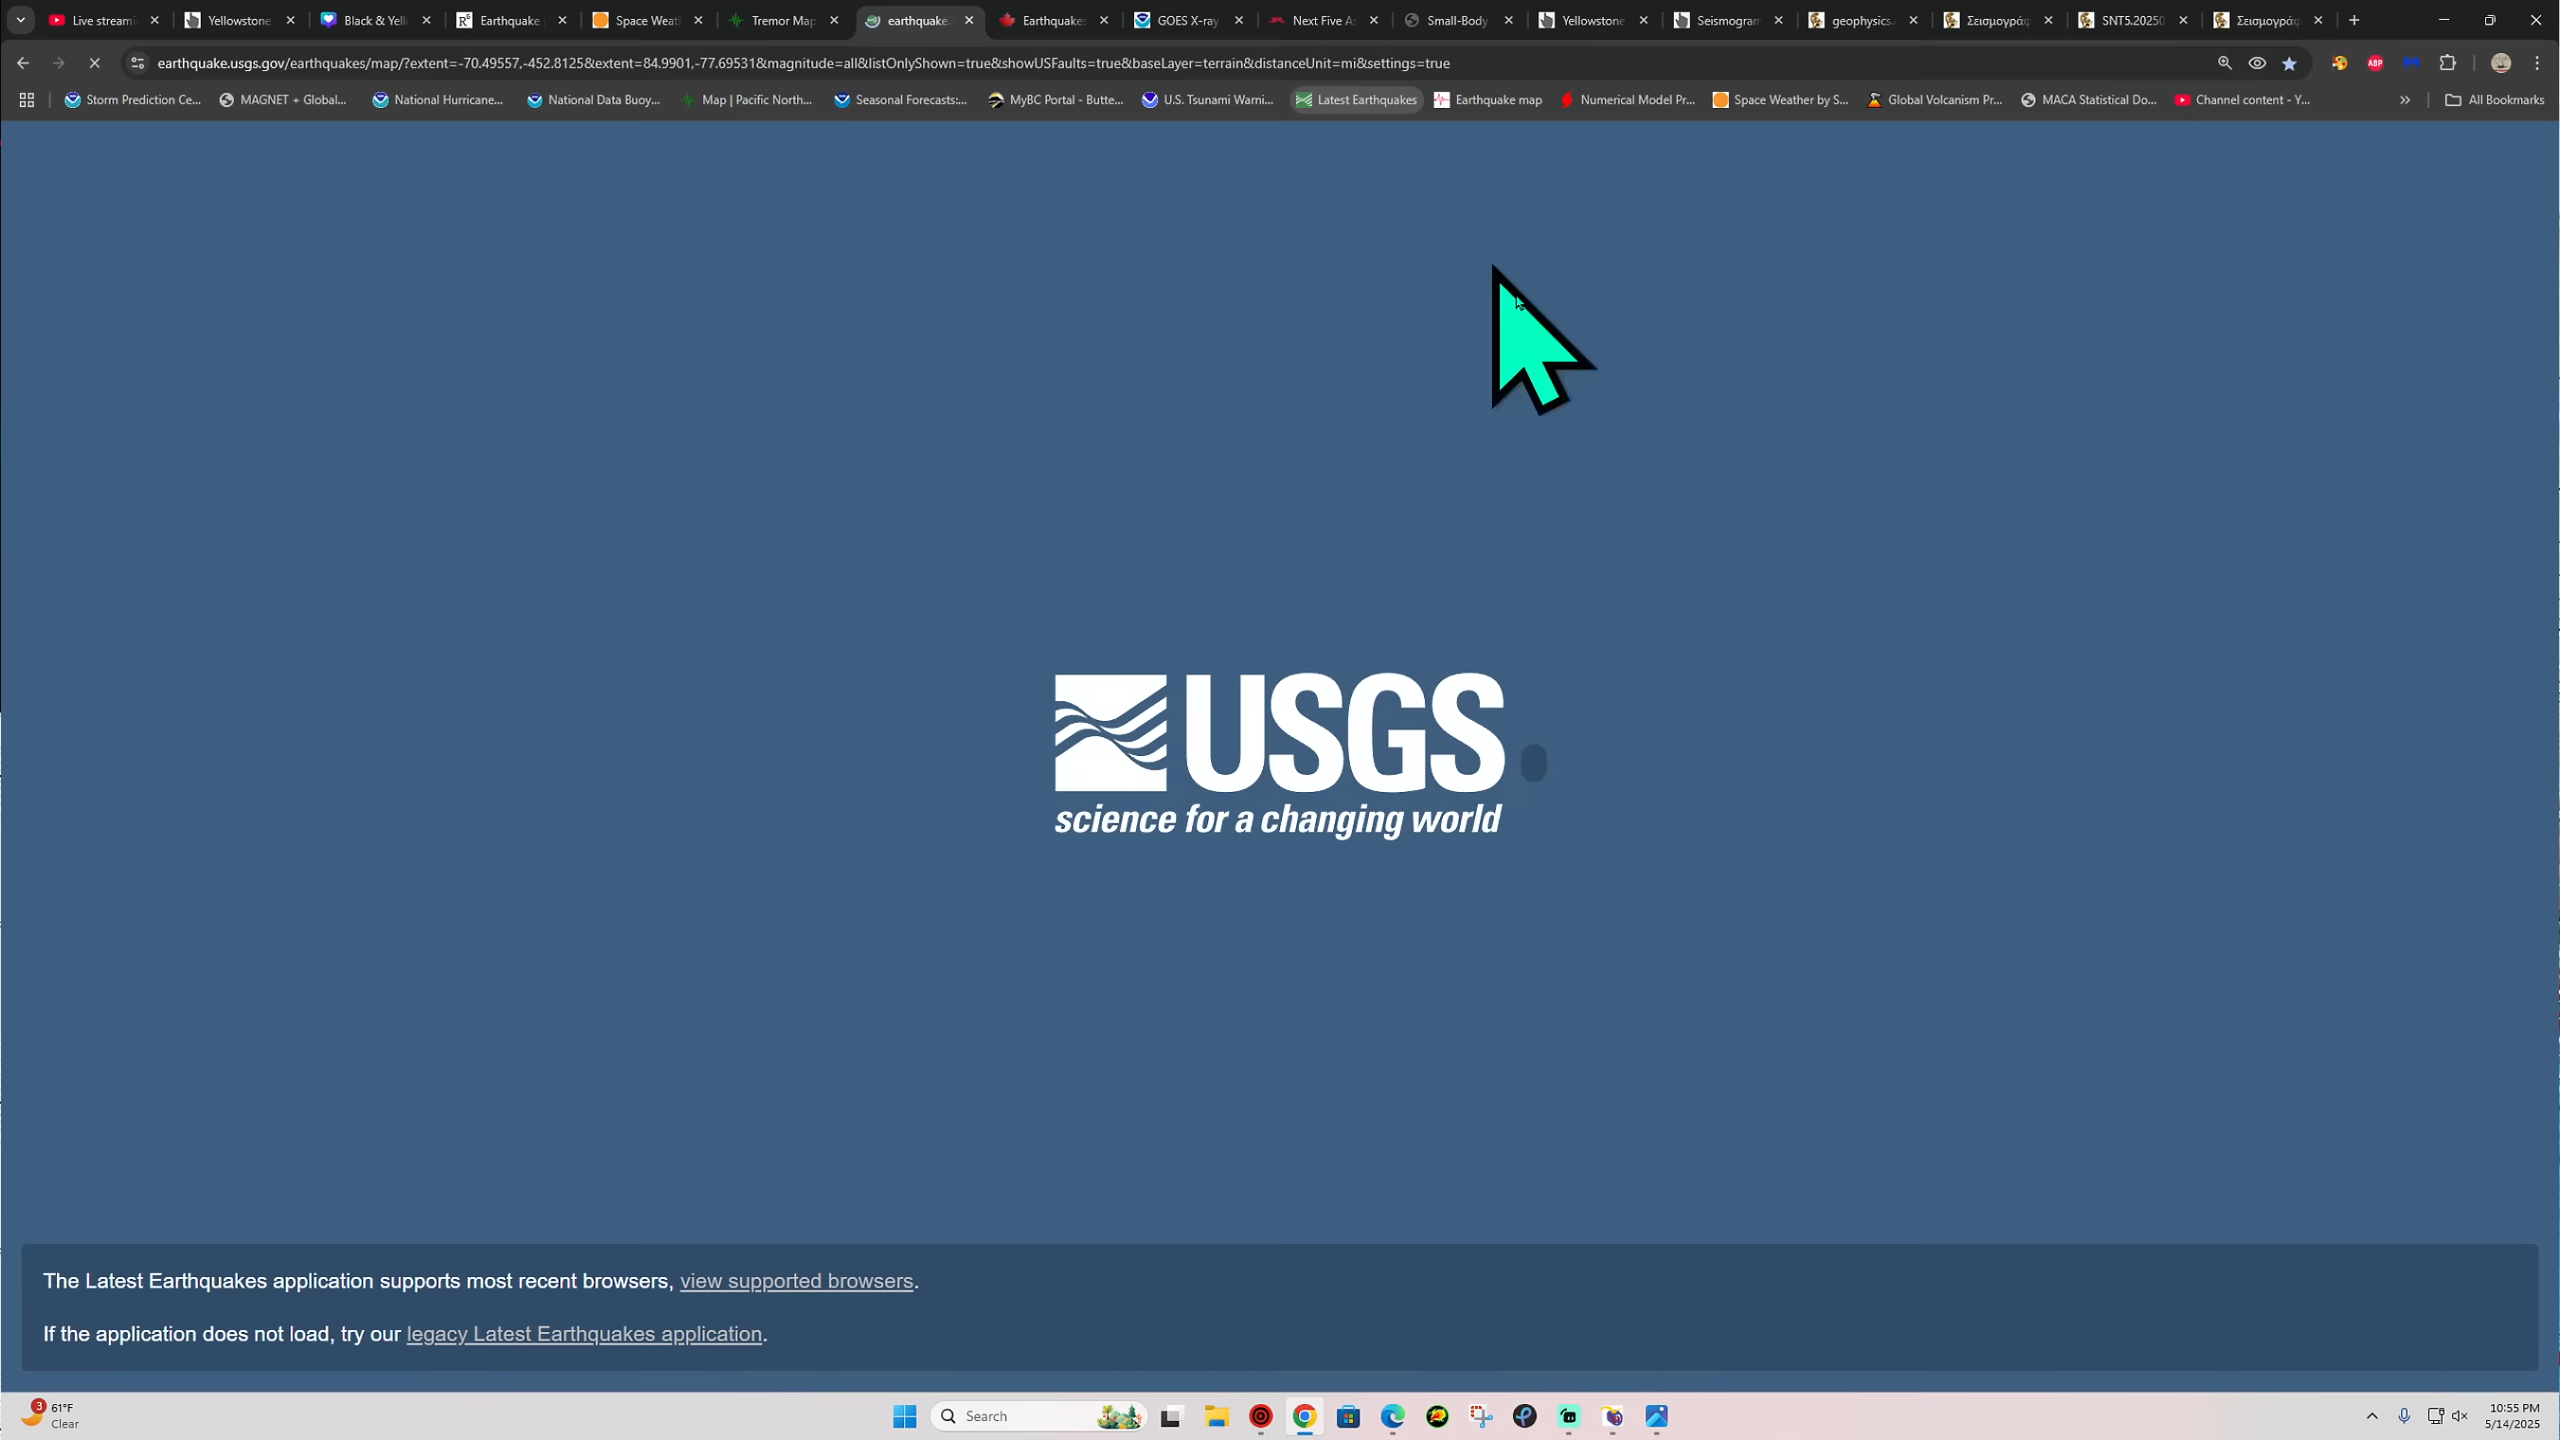 Live streami
Yellowstone
Black & Yell
Earthquake
Space Weat
Tremor Map
earthquake.
Earthquakes
GOES X-ray
Next Five As
Small-Body
Yellowstone
Seismogram
geophysics.
Σεισμογράφ
SNT5.20250
Σεισμογράφ
earthquake.usgs.gov/earthquakes/map/?extent=-70.49557,-452.8125&extent=84.9901,-77.69531&magnitude=all&listOnlyShown=true&showUSFaults=true&baseLayer=terrain&distanceUnit=mi&settings=true
ABP
Storm Prediction Ce...
MAGNET + Global...
National Hurricane...
National Data Buoy...
Map | Pacific North...
Seasonal Forecasts:...
MyBC Portal - Butte...
U.S. Tsunami Warni...
Latest Earthquakes
Earthquake map
Numerical Model Pr...
Space Weather by S...
Global Volcanism Pr...
MACA Statistical Do...
Channel content - Y...
All Bookmarks
USGS
science for a changing world
The Latest Earthquakes application supports most recent browsers, view supported browsers.
If the application does not load, try our legacy Latest Earthquakes application.
3
61°F
Clear
Search
10:55 PM
5/14/2025